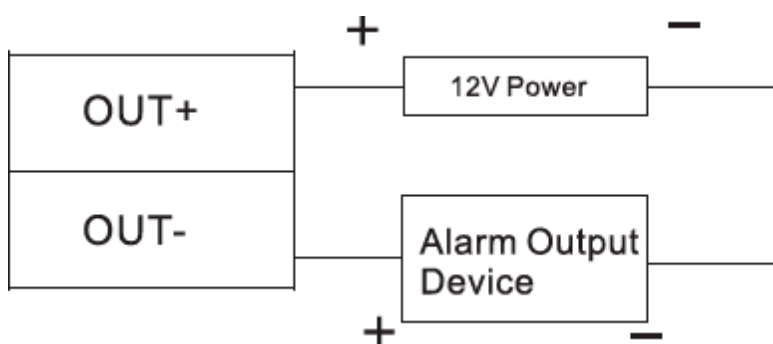 + −
OUT+ 12V Power
OUT-
Alarm Output
Device
+ −